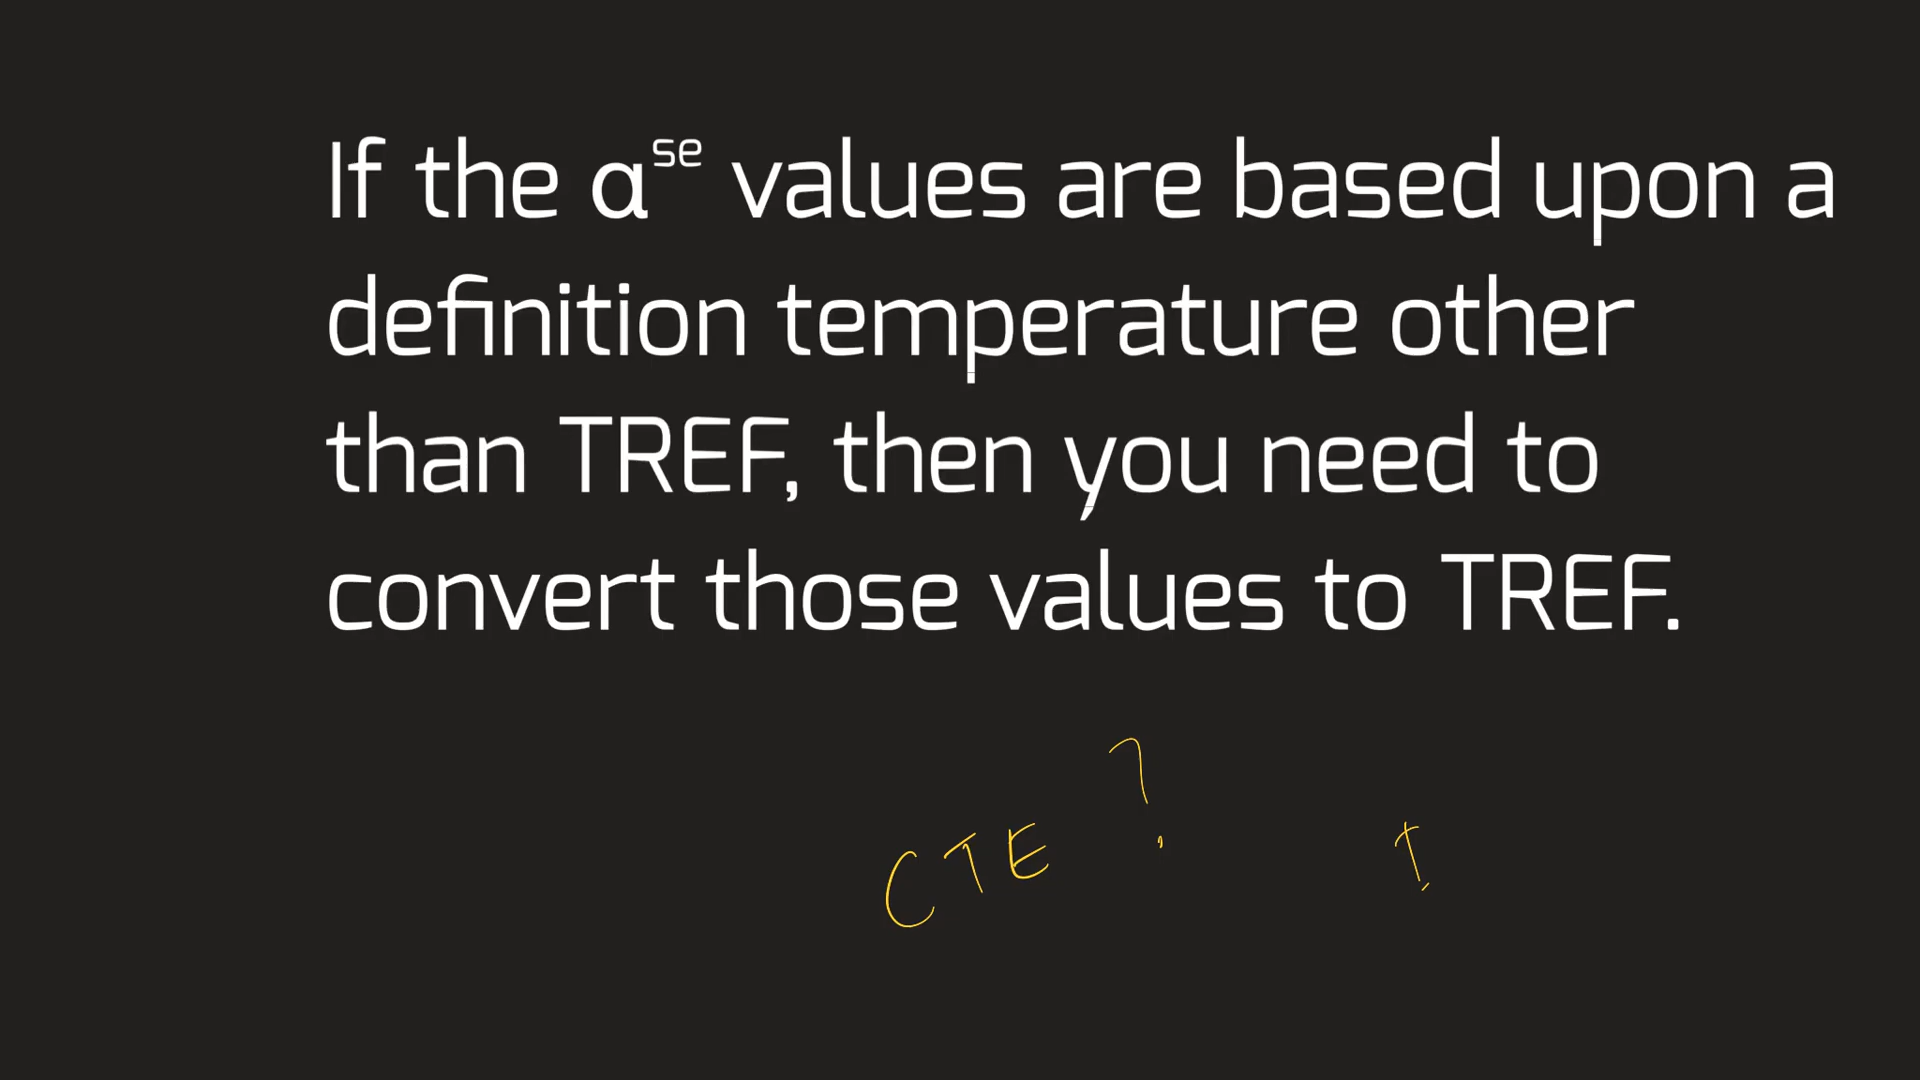 If the αˢᵉ values are based upon a
definition temperature other
than TREF, then you need to
convert those values to TREF.
CTE ?